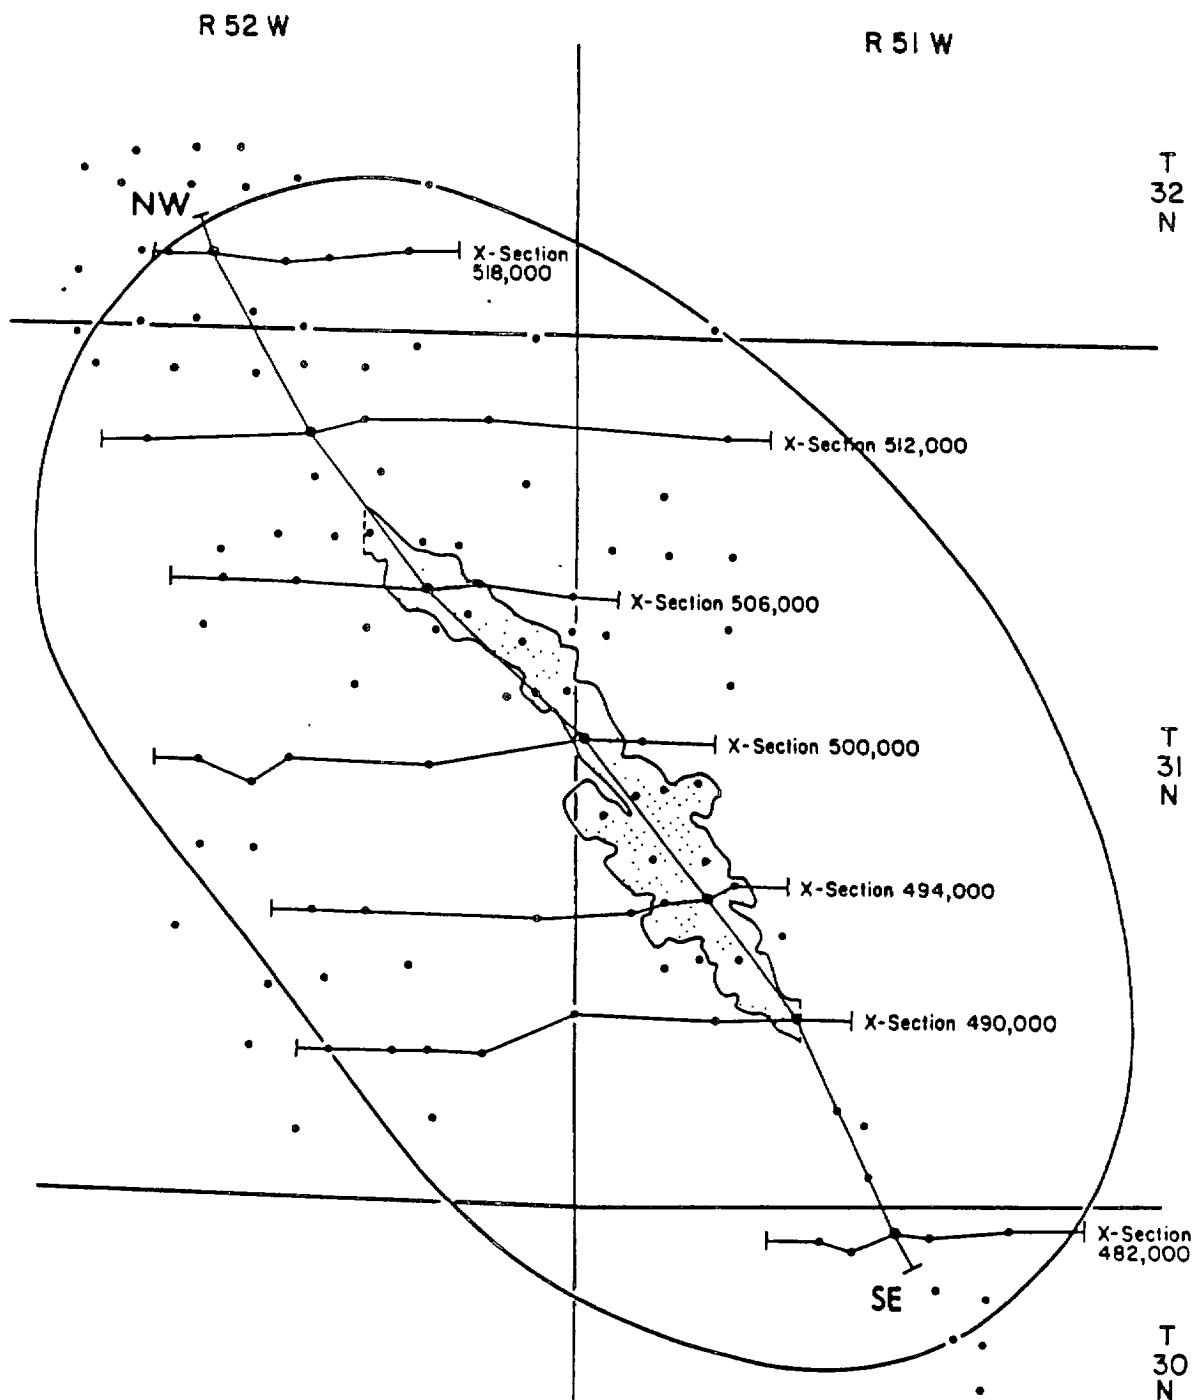 R 52 W
R 51 W
T
32
N
NW
X-Section
518,000
X-Section 512,000
X-Section 506,000
T
31
N
X-Section 500,000
X-Section 494,000
X-Section 490,000
X-Section
482,000
SE
T
30
N